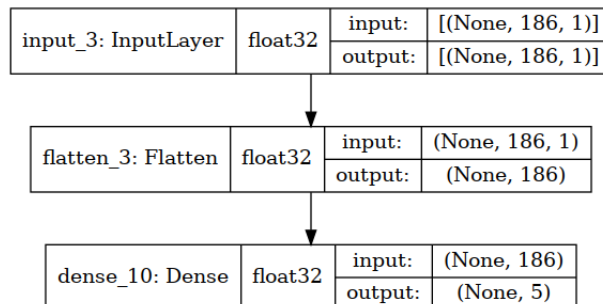 input_3: InputLayer float32 input: [(None, 186, 1)]
output: [(None, 186, 1)]
flatten_3: Flatten float32 input: (None, 186, 1)
output: (None, 186)
dense_10: Dense float32 input: (None, 186)
output: (None, 5)